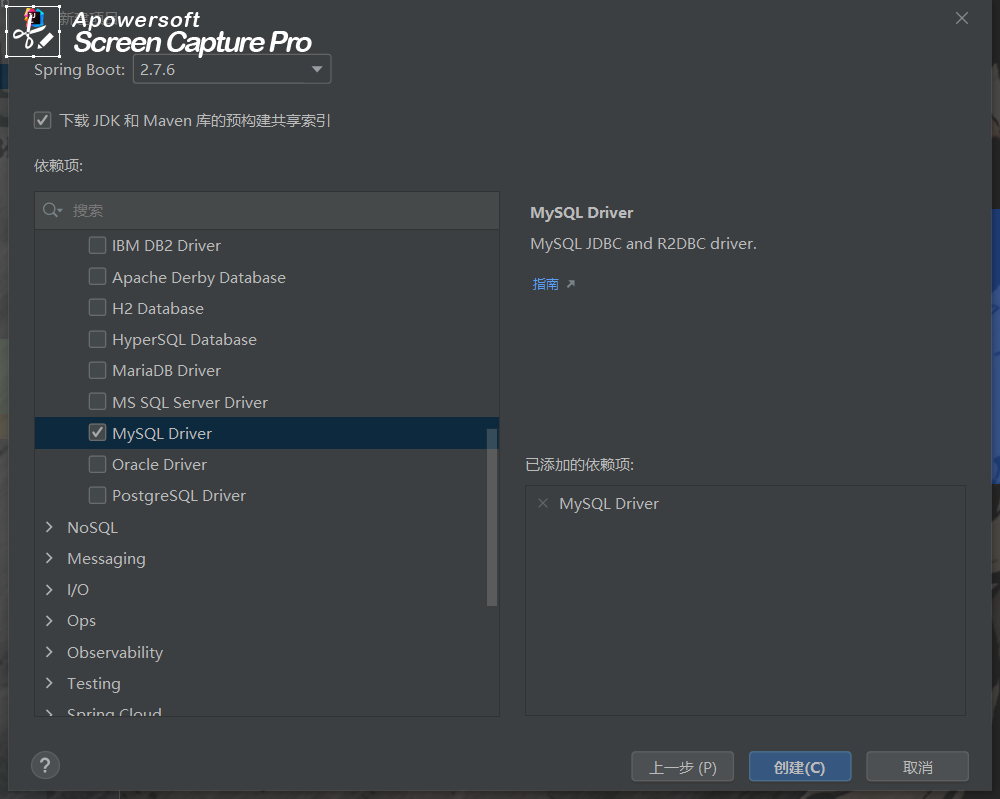 新建项目
Apowersoft
Screen Capture Pro
Spring Boot: 2.7.6
下载 JDK 和 Maven 库的预构建共享索引
依赖项:
搜索
MySQL Driver
MySQL JDBC and R2DBC driver.
指南
IBM DB2 Driver
Apache Derby Database
H2 Database
HyperSQL Database
MariaDB Driver
MS SQL Server Driver
MySQL Driver
Oracle Driver
PostgreSQL Driver
NoSQL
Messaging
I/O
Ops
Observability
Testing
Spring Cloud
已添加的依赖项:
MySQL Driver
?
上一步 (P)
创建(C)
取消